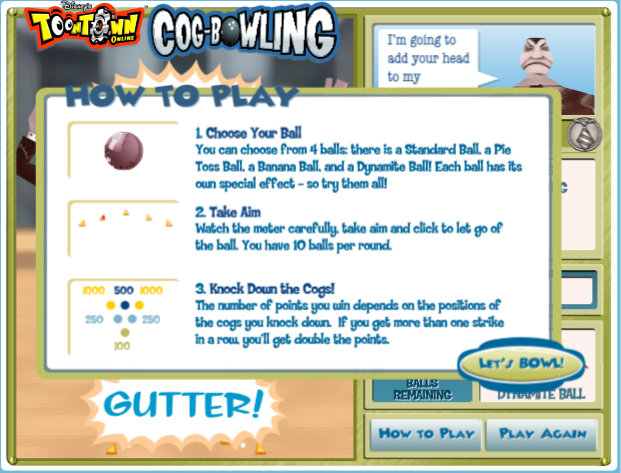 Disney's
TOONTOWN
ONLINE
COG-BOWLING
I'm going to
add your head
to my
HOW TO PLAY
1. Choose Your Ball
You can choose from 4 balls: there is a Standard Ball, a Pie
Toss Ball, a Banana Ball, and a Dynamite Ball! Each ball has its
own special effect - so try them all!
2. Take Aim
Watch the meter carefully, take aim and click to let go of
the ball. You have 10 balls per round.
1000 500 1000
250 250
100
3. Knock Down the Cogs!
The number of points you win depends on the positions of
the cogs you knock down. If you get more than one strike
in a row, you'll get double the points.
LET'S BOWL!
GUTTER!
BALLS
REMAINING
DYNAMITE BALL
HOW TO PLAY
PLAY AGAIN